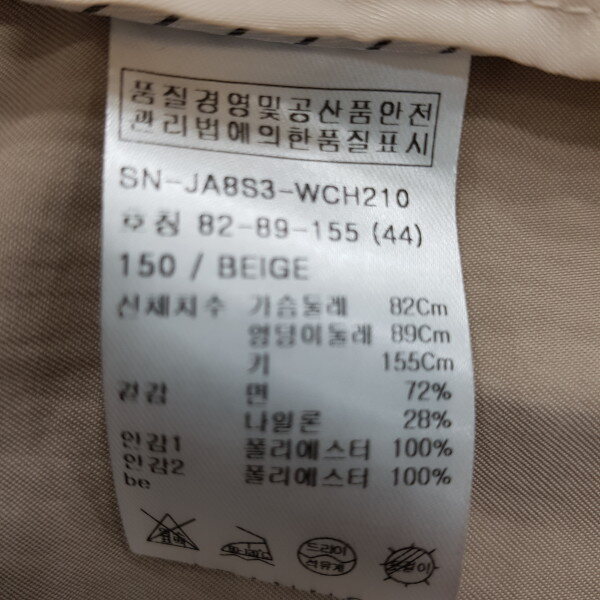 품질경영및공산품안전
관리법에의한품질표시
SN-JA8S3-WCH210
호칭 82-89-155 (44)
150 / BEIGE
신체치수 가슴둘레 82Cm
엉덩이둘레 89Cm
키 155Cm
겉감 면 72%
나일론 28%
안감1 폴리에스터 100%
안감2 폴리에스터 100%
be
드라이
석유계